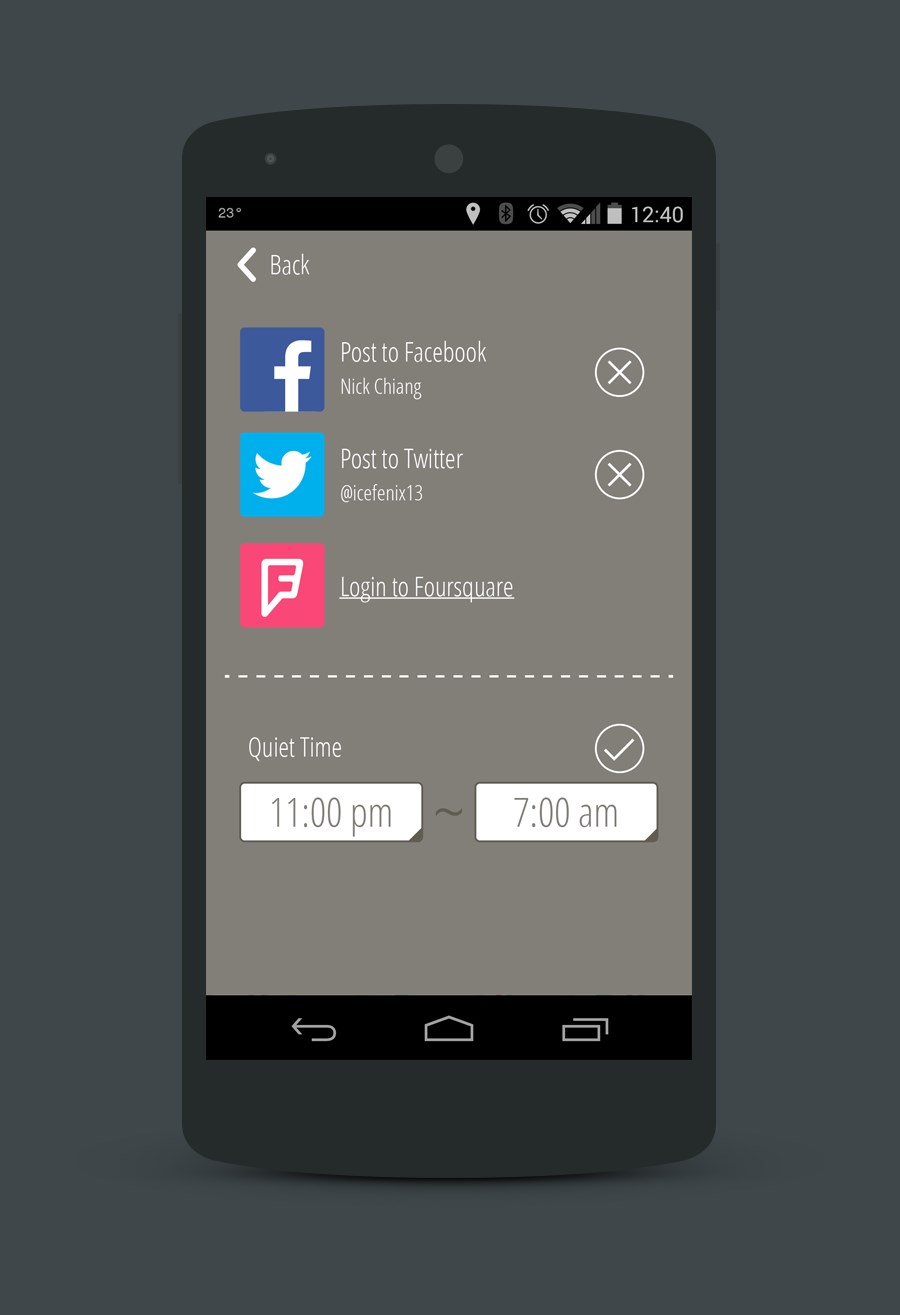 23°
12:40
Back
Post to Facebook
Nick Chiang
Post to Twitter
@icefenix13
Login to Foursquare
Quiet Time
11:00 pm ~ 7:00 am